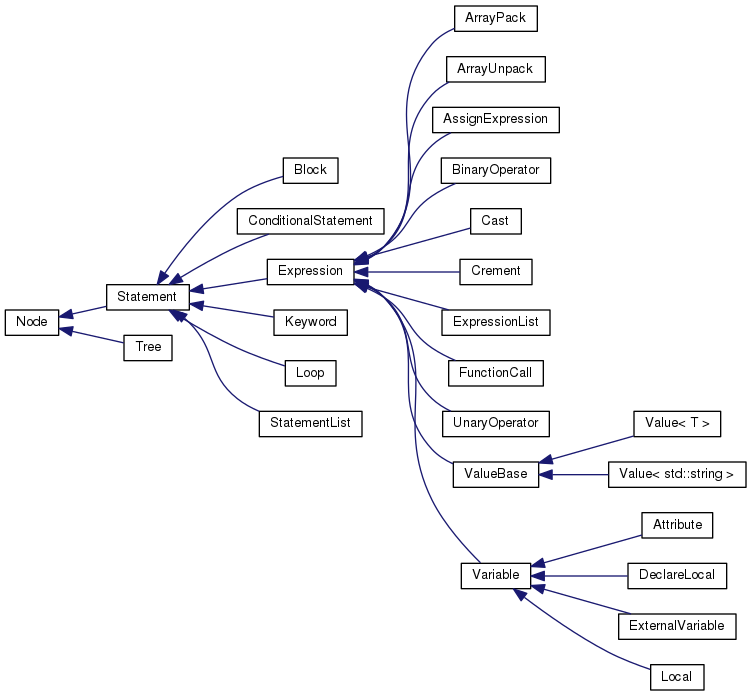 ArrayPack
ArrayUnpack
AssignExpression
Block
BinaryOperator
ConditionalStatement
Cast
Expression
Crement
Statement
Node
Keyword
ExpressionList
Tree
Loop
FunctionCall
StatementList
UnaryOperator
Value< T >
ValueBase
Value< std::string >
Attribute
Variable
DeclareLocal
ExternalVariable
Local